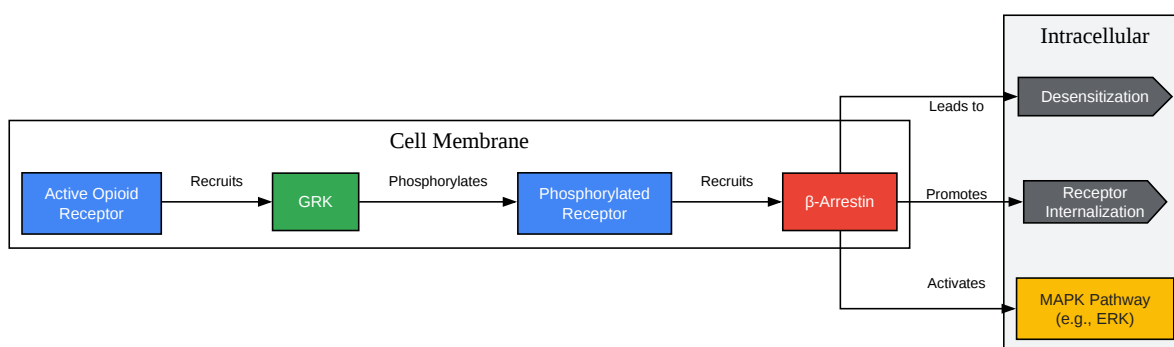 Intracellular
Desensitization
Leads to
Cell Membrane
Active Opioid
Receptor
Recruits
GRK
Phosphorylates
Phosphorylated
Receptor
Recruits
β-Arrestin
Promotes
Receptor
Internalization
Activates
MAPK Pathway
(e.g., ERK)